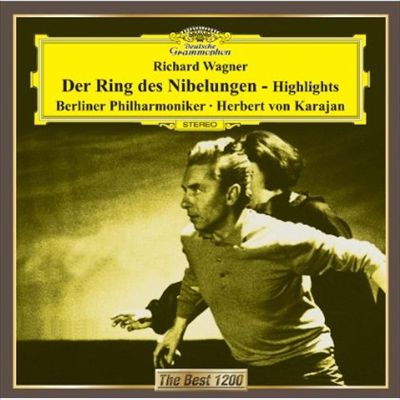 Deutsche
Grammophon
Richard Wagner
Der Ring des Nibelungen - Highlights
Berliner Philharmoniker · Herbert von Karajan
STEREO
The Best 1200